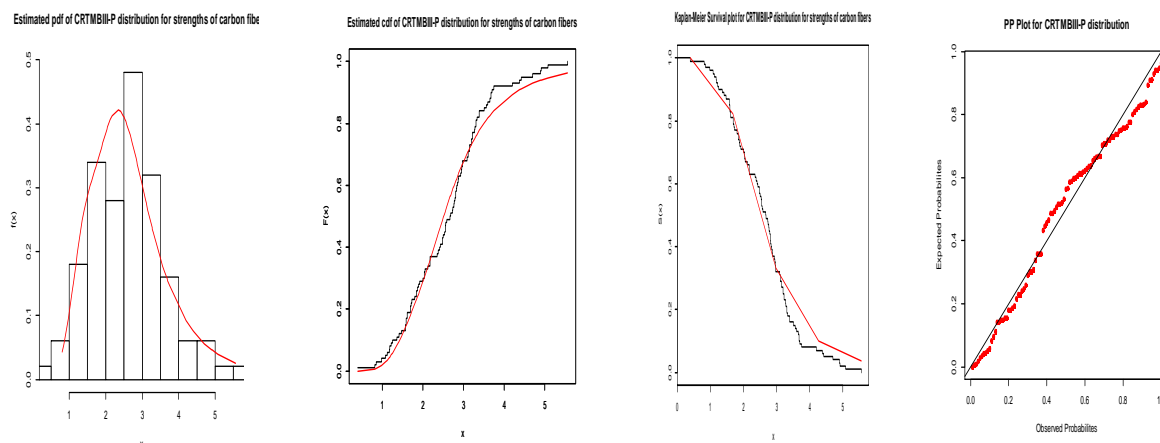 Estimated pdf of CRTMBIII-P distribution for strengths of carbon fibe
f(x)
0.0 0.1 0.2 0.3 0.4 0.5
1 2 3 4 5
Estimated cdf of CRTMBIII-P distribution for strengths of carbon fibers
F(x)
0.0 0.2 0.4 0.6 0.8 1.0
1 2 3 4 5
x
Kaplan-Meier Survival plot for CRTMBIII-P distribution for strengths of carbon fibers
S(x)
0.0 0.2 0.4 0.6 0.8 1.0
0 1 2 3 4 5
x
PP Plot for CRTMBIII-P distribution
Expected Probabilities
0.0 0.2 0.4 0.6 0.8 1.0
0.0 0.2 0.4 0.6 0.8 1.
Observed Probabilites